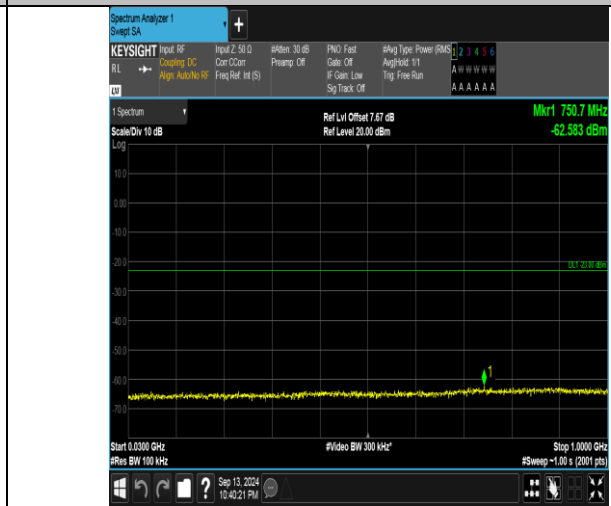 Spectrum Analyzer 1
Swept SA
+
KEYSIGHT
RL
LXI
Input: RF
Coupling: DC
Align: Auto/No RF
Input Z: 50 Ω
Corr CCorr
Freq Ref: Int (S)
#Atten: 30 dB
Preamp: Off
PNO: Fast
Gate: Off
IF Gain: Low
Sig Track: Off
#Avg Type: Power (RMS
Avg|Hold: 1/1
Trig: Free Run
1 2 3 4 5 6
A W W W W W
A A A A A A
1 Spectrum
Scale/Div 10 dB
Ref Lvl Offset 7.67 dB
Ref Level 20.00 dBm
Mkr1 750.7 MHz
-62.583 dBm
Log
10.0
0.00
-10.0
-20.0
DL1 -23.00 dBm
-30.0
-40.0
-50.0
-60.0
1
-70.0
Start 0.0300 GHz
#Res BW 100 kHz
#Video BW 300 kHz*
Stop 1.0000 GHz
#Sweep ~1.00 s (2001 pts)
?
Sep 13, 2024
10:40:21 PM